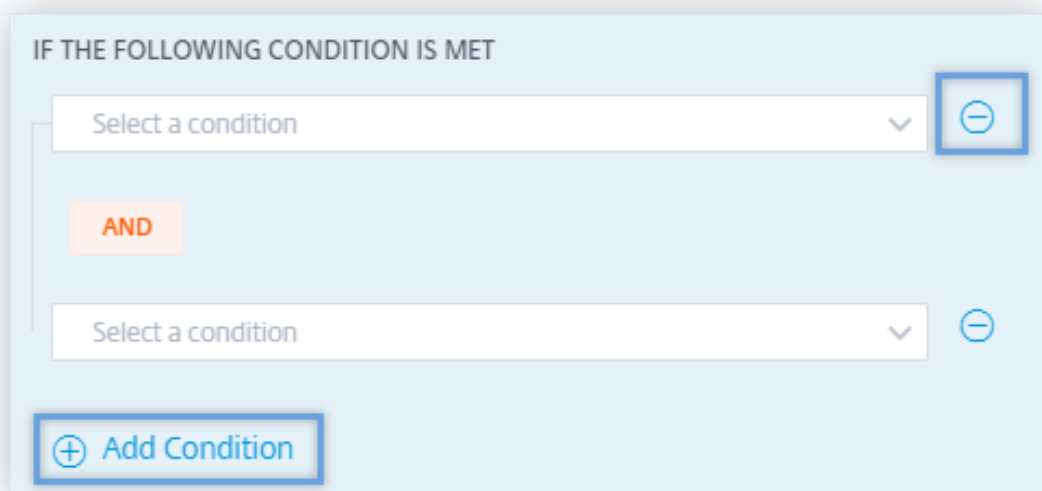 IF THE FOLLOWING CONDITION IS MET
Select a condition
AND
Select a condition
Add Condition